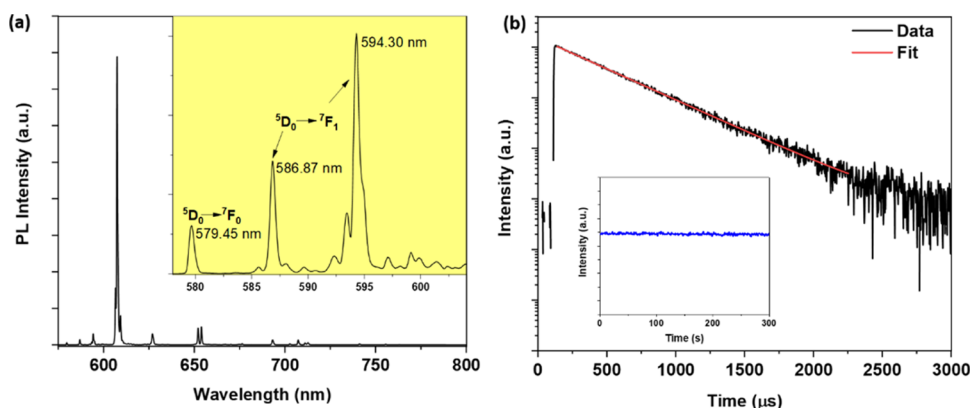 (a)
PL Intensity (a.u.)
594.30 nm
⁵D₀→⁷F₁
586.87 nm
⁵D₀→⁷F₀
579.45 nm
580 585 590 595 600
600 650 700 750 800
Wavelength (nm)
(b)
Data
Fit
Intensity (a.u.)
Intensity (a.u.)
0 100 200 300
Time (s)
0 500 1000 1500 2000 2500 3000
Time (μs)